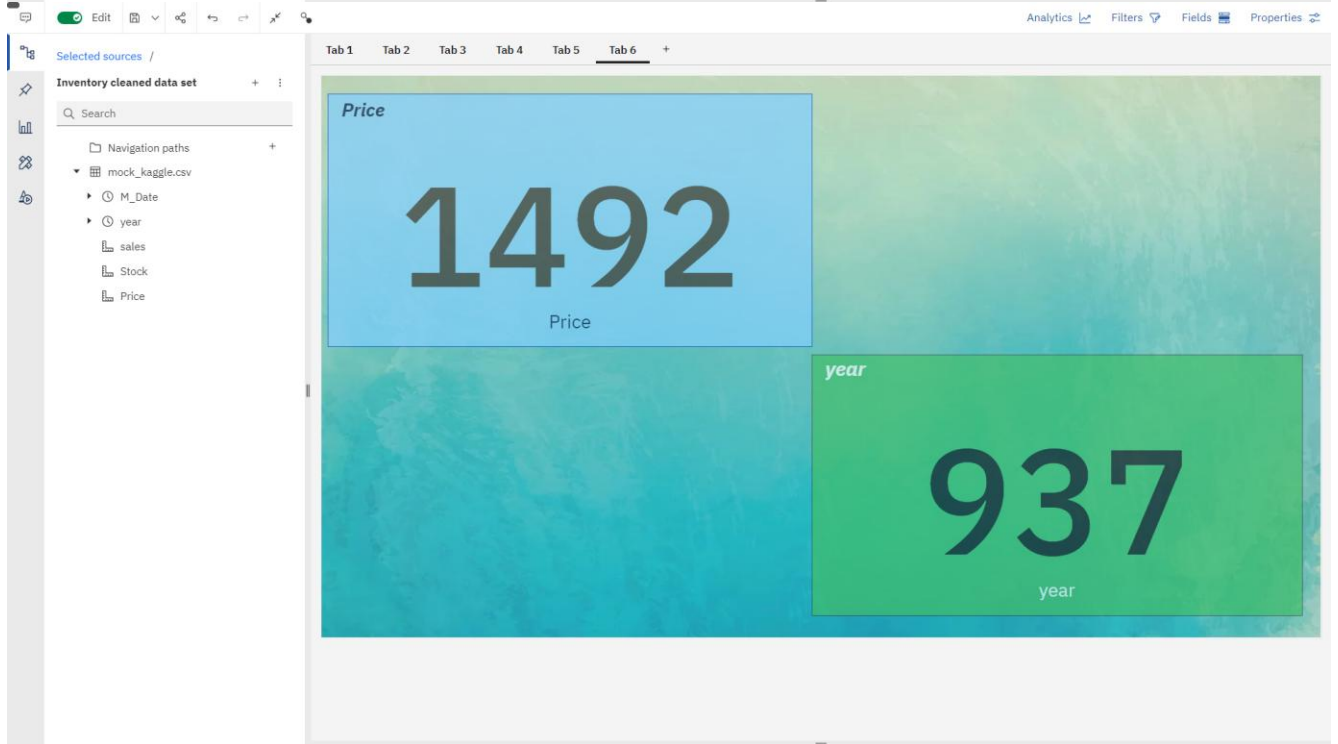 Edit
Analytics
Filters
Fields
Properties
Selected sources /
Inventory cleaned data set
Search
Navigation paths
mock_kaggle.csv
M_Date
year
sales
Stock
Price
Tab 1 Tab 2 Tab 3 Tab 4 Tab 5 Tab 6 +
Price
1492
Price
year
937
year